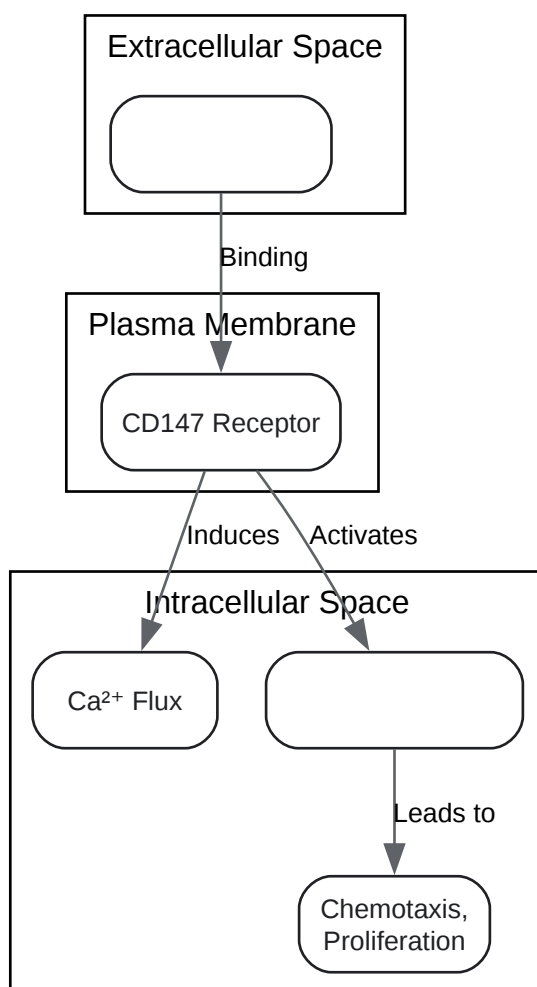 Extracellular Space
Binding
Plasma Membrane
CD147 Receptor
Induces
Activates
Intracellular Space
Ca²⁺ Flux
Leads to
Chemotaxis,
Proliferation